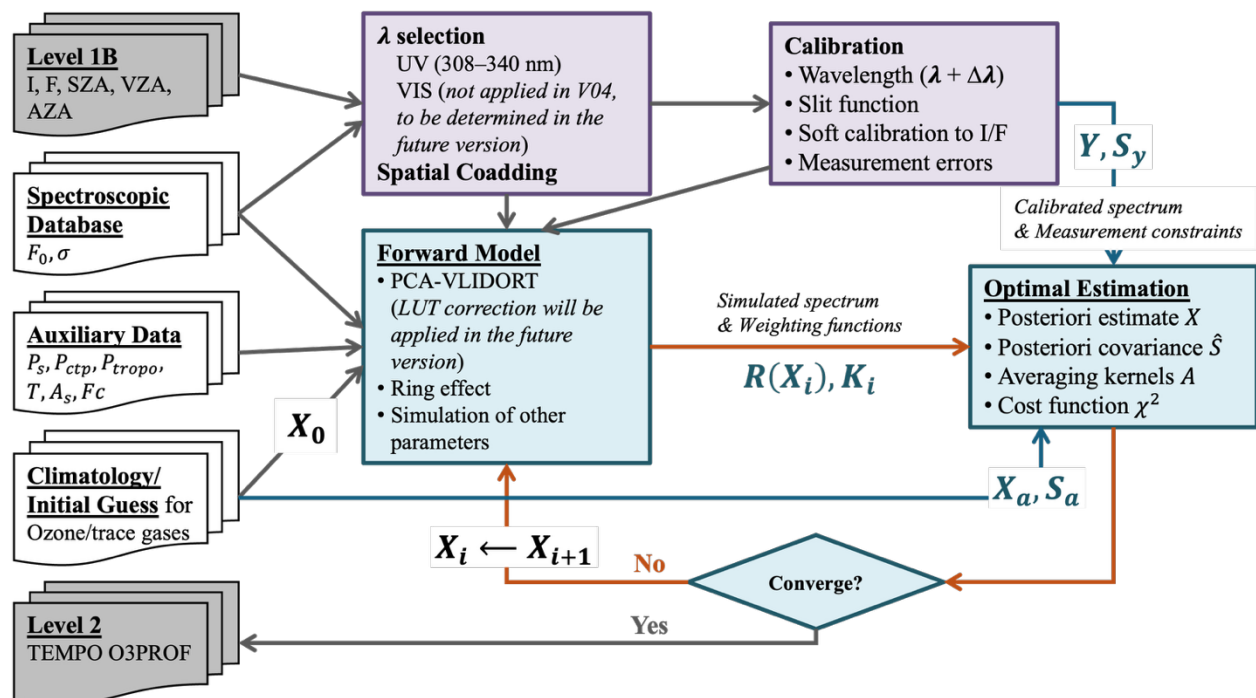 Level 1B
I, F, SZA, VZA,
AZA
Spectroscopic
Database
F₀, σ
Auxiliary Data
Pₛ, P_ctp, P_tropo,
T, Aₛ, Fc
Climatology/
Initial Guess for
Ozone/trace gases
Level 2
TEMPO O3PROF
λ selection
UV (308–340 nm)
VIS (not applied in V04,
to be determined in the
future version)
Spatial Coadding
Calibration
• Wavelength (λ + Δλ)
• Slit function
• Soft calibration to I/F
• Measurement errors
Y, S_y
Calibrated spectrum
& Measurement constraints
Forward Model
• PCA-VLIDORT
(LUT correction will be
applied in the future
version)
• Ring effect
• Simulation of other
parameters
X₀
Simulated spectrum
& Weighting functions
R(Xᵢ), Kᵢ
Optimal Estimation
• Posteriori estimate X
• Posteriori covariance Ŝ
• Averaging kernels A
• Cost function χ²
Xₐ, Sₐ
Xᵢ ← Xᵢ₊₁
No
Converge?
Yes